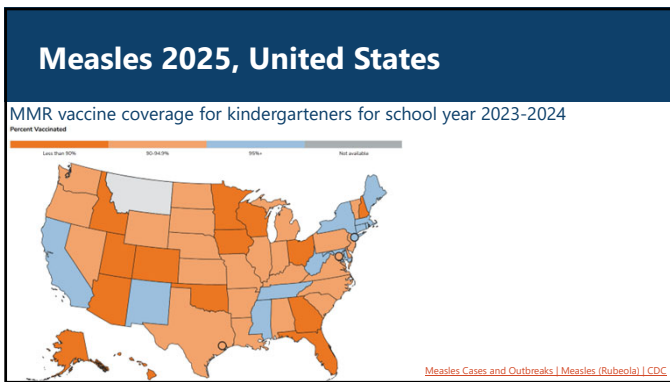 Measles 2025, United States
MMR vaccine coverage for kindergarteners for school year 2023-2024
Percent Vaccinated
Less than 90%
90-94.9%
95%+
Not available
Measles Cases and Outbreaks | Measles (Rubeola) | CDC